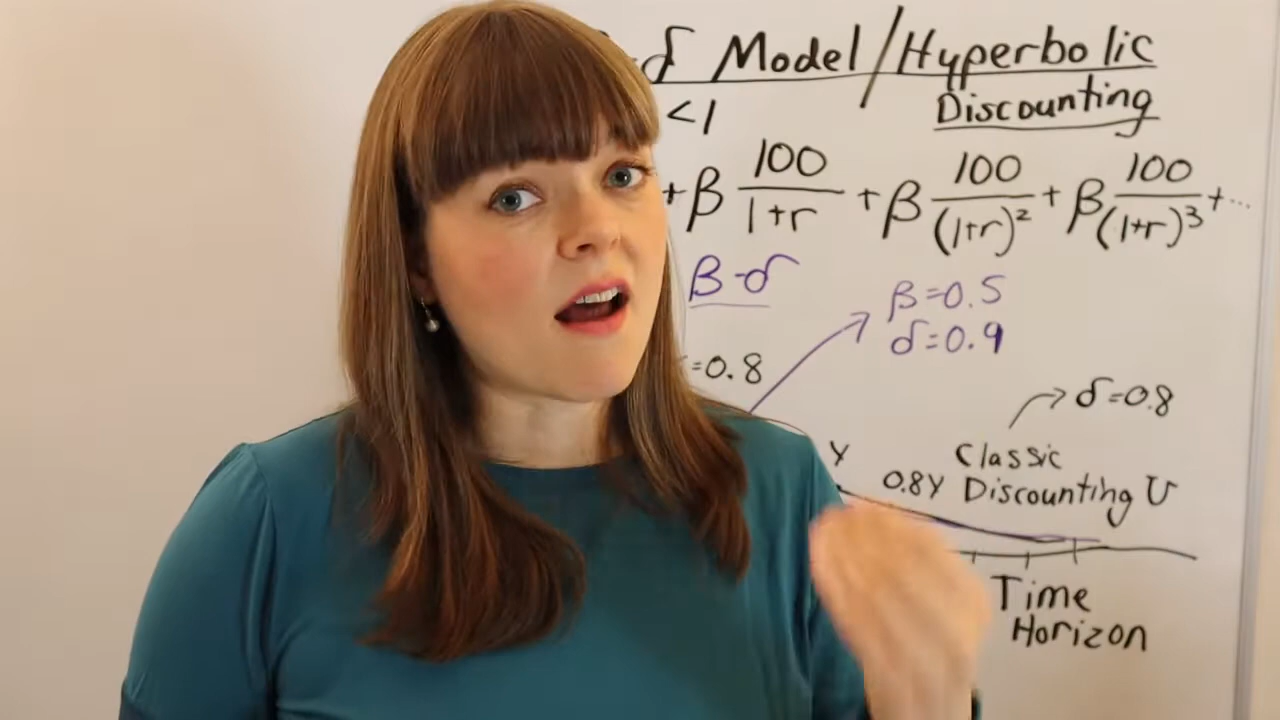 δ Model / Hyperbolic
Discounting
<1
+ β 100/(1+r) + β 100/(1+r)² + β 100/(1+r)³ + ...
β-δ
β=0.5
δ=0.9
=0.8
δ=0.8
Y
Classic
0.8Y Discounting U
Time
Horizon